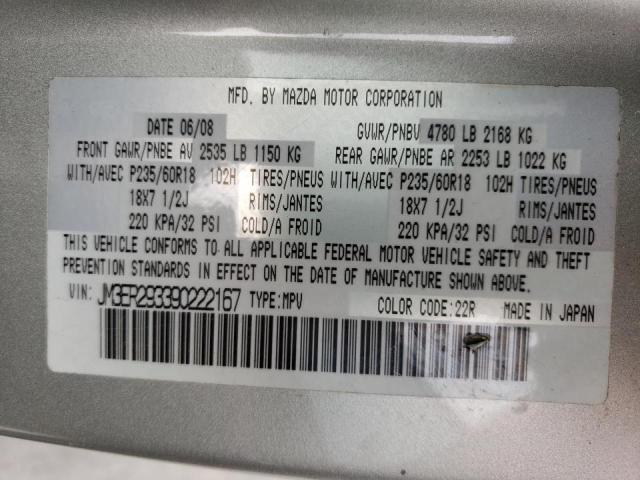 MFD. BY MAZDA MOTOR CORPORATION
DATE 06/08 GVWR/PNBV 4780 LB 2168 KG
FRONT GAWR/PNBE AV 2535 LB 1150 KG REAR GAWR/PNBE AR 2253 LB 1022 KG
WITH/AVEC P235/60R18 102H TIRES/PNEUS WITH/AVEC P235/60R18 102H TIRES/PNEUS
18X7 1/2J RIMS/JANTES 18X7 1/2J RIMS/JANTES
220 KPA/32 PSI COLD/A FROID 220 KPA/32 PSI COLD/A FROID
THIS VEHICLE CONFORMS TO ALL APPLICABLE FEDERAL MOTOR VEHICLE SAFETY AND THEFT
PREVENTION STANDARDS IN EFFECT ON THE DATE OF MANUFACTURE SHOWN ABOVE.
VIN: JM3ER293390222167 TYPE:MPV COLOR CODE:22R MADE IN JAPAN